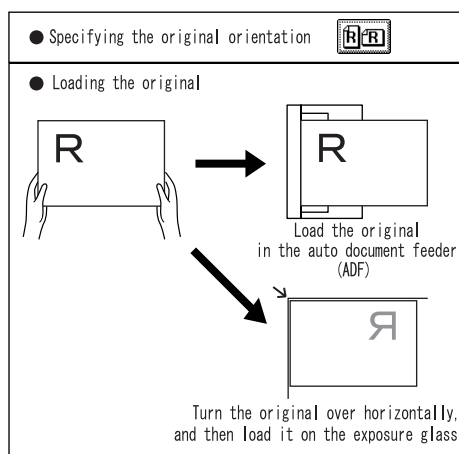 ● Specifying the original orientation R R
● Loading the original
R
R
Load the original
in the auto document feeder
(ADF)
R
Turn the original over horizontally,
and then load it on the exposure glass